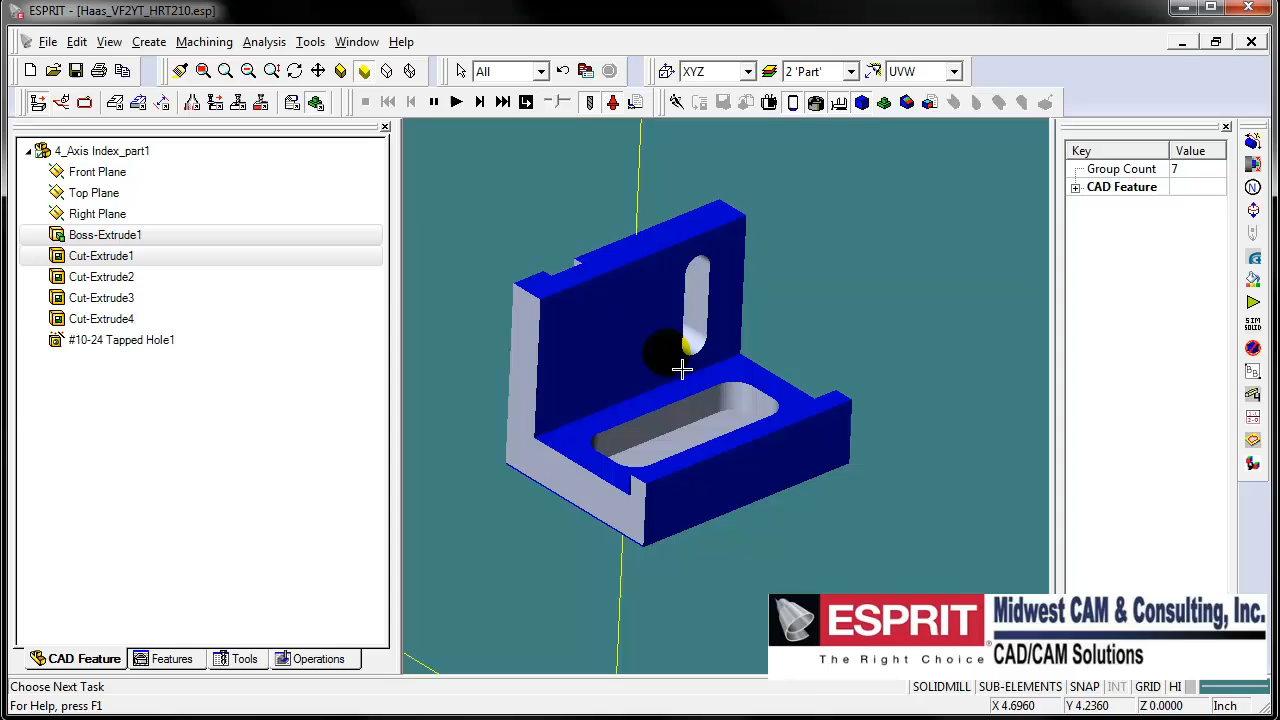 ESPRIT - [Haas_VF2YT_HRT210.esp]
File Edit View Create Machining Analysis Tools Window Help
All XYZ 2 'Part' UVW
4_Axis Index_part1
Front Plane
Top Plane
Right Plane
Boss-Extrude1
Cut-Extrude1
Cut-Extrude2
Cut-Extrude3
Cut-Extrude4
#10-24 Tapped Hole1
Key Value
Group Count 7
CAD Feature
N
SIM
SOLID
ESPRIT®
The Right Choice
Midwest CAM & Consulting, Inc.
CAD/CAM Solutions
CAD Feature Features Tools Operations
Choose Next Task
SOLIDMILL SUB-ELEMENTS SNAP INT GRID HI
For Help, press F1
X 4.6960 Y 4.2360 Z 0.0000 Inch